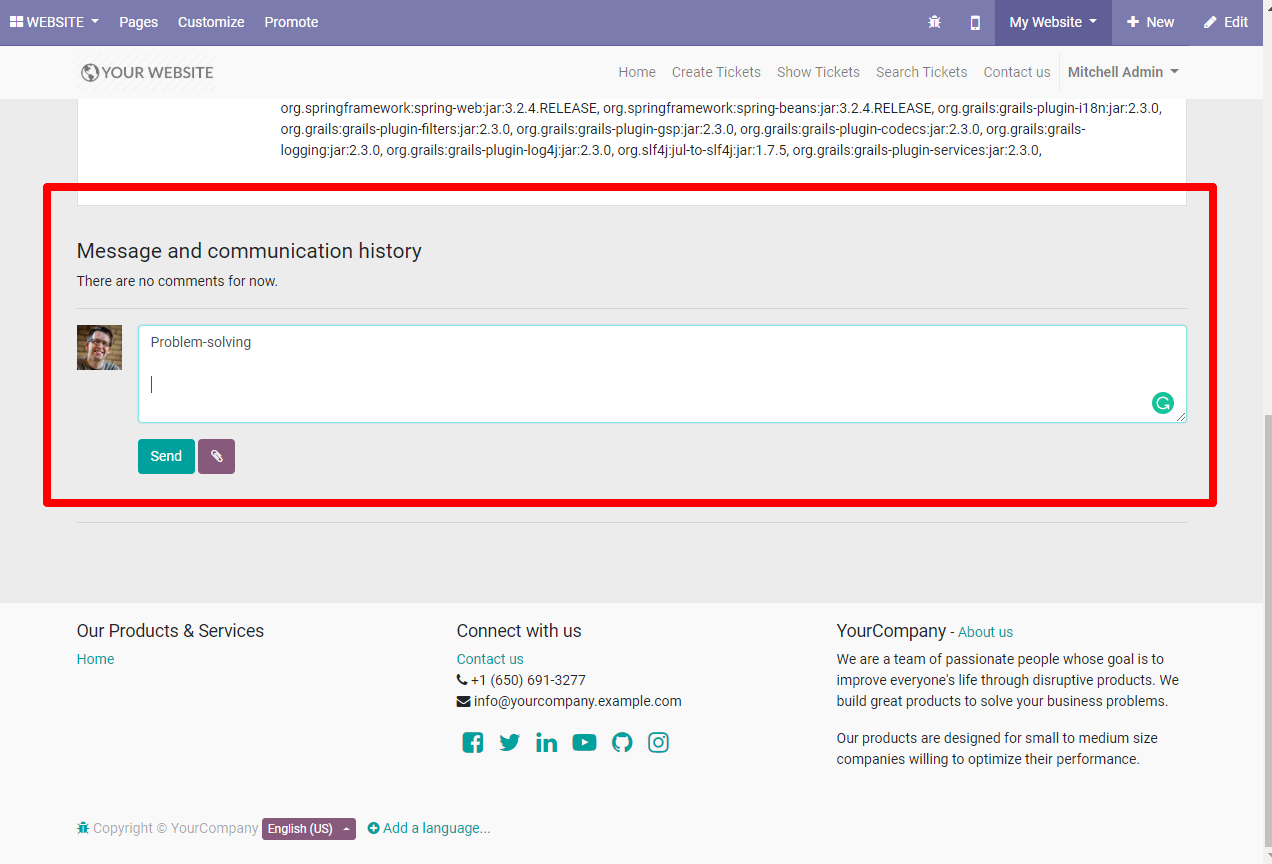 WEBSITE Pages Customize Promote My Website New Edit
YOUR WEBSITE Home Create Tickets Show Tickets Search Tickets Contact us Mitchell Admin
org.springframework:spring-web:jar:3.2.4.RELEASE, org.springframework:spring-beans:jar:3.2.4.RELEASE, org.grails:grails-plugin-i18n:jar:2.3.0,
org.grails:grails-plugin-filters:jar:2.3.0, org.grails:grails-plugin-gsp:jar:2.3.0, org.grails:grails-plugin-codecs:jar:2.3.0, org.grails:grails-
logging:jar:2.3.0, org.grails:grails-plugin-log4j:jar:2.3.0, org.slf4j:jul-to-slf4j:jar:1.7.5, org.grails:grails-plugin-services:jar:2.3.0,
Message and communication history
There are no comments for now.
Problem-solving
Send
Our Products & Services
Home
Connect with us
Contact us
+1 (650) 691-3277
info@yourcompany.example.com
YourCompany - About us
We are a team of passionate people whose goal is to
improve everyone's life through disruptive products. We
build great products to solve your business problems.
Our products are designed for small to medium size
companies willing to optimize their performance.
Copyright © YourCompany English (US) Add a language...